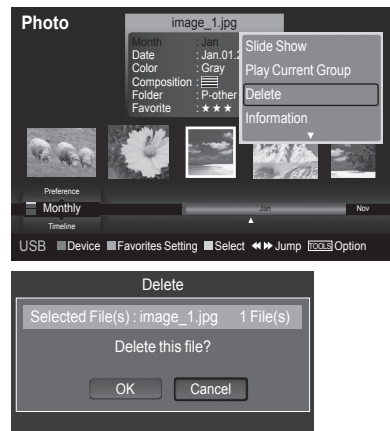 Photo
image_1.jpg
Month : Jan
Date : Jan.01.2
Color : Gray
Composition :
Folder : P-other
Favorite : ★ ★ ★
Slide Show
Play Current Group
Delete
Information
▼
Preference
Monthly
Jan
Nov
Timeline
▲
USB Device Favorites Setting Select ◀◀ ▶▶ Jump TOOLS Option
Delete
Selected File(s) : image_1.jpg 1 File(s)
Delete this file?
OK Cancel